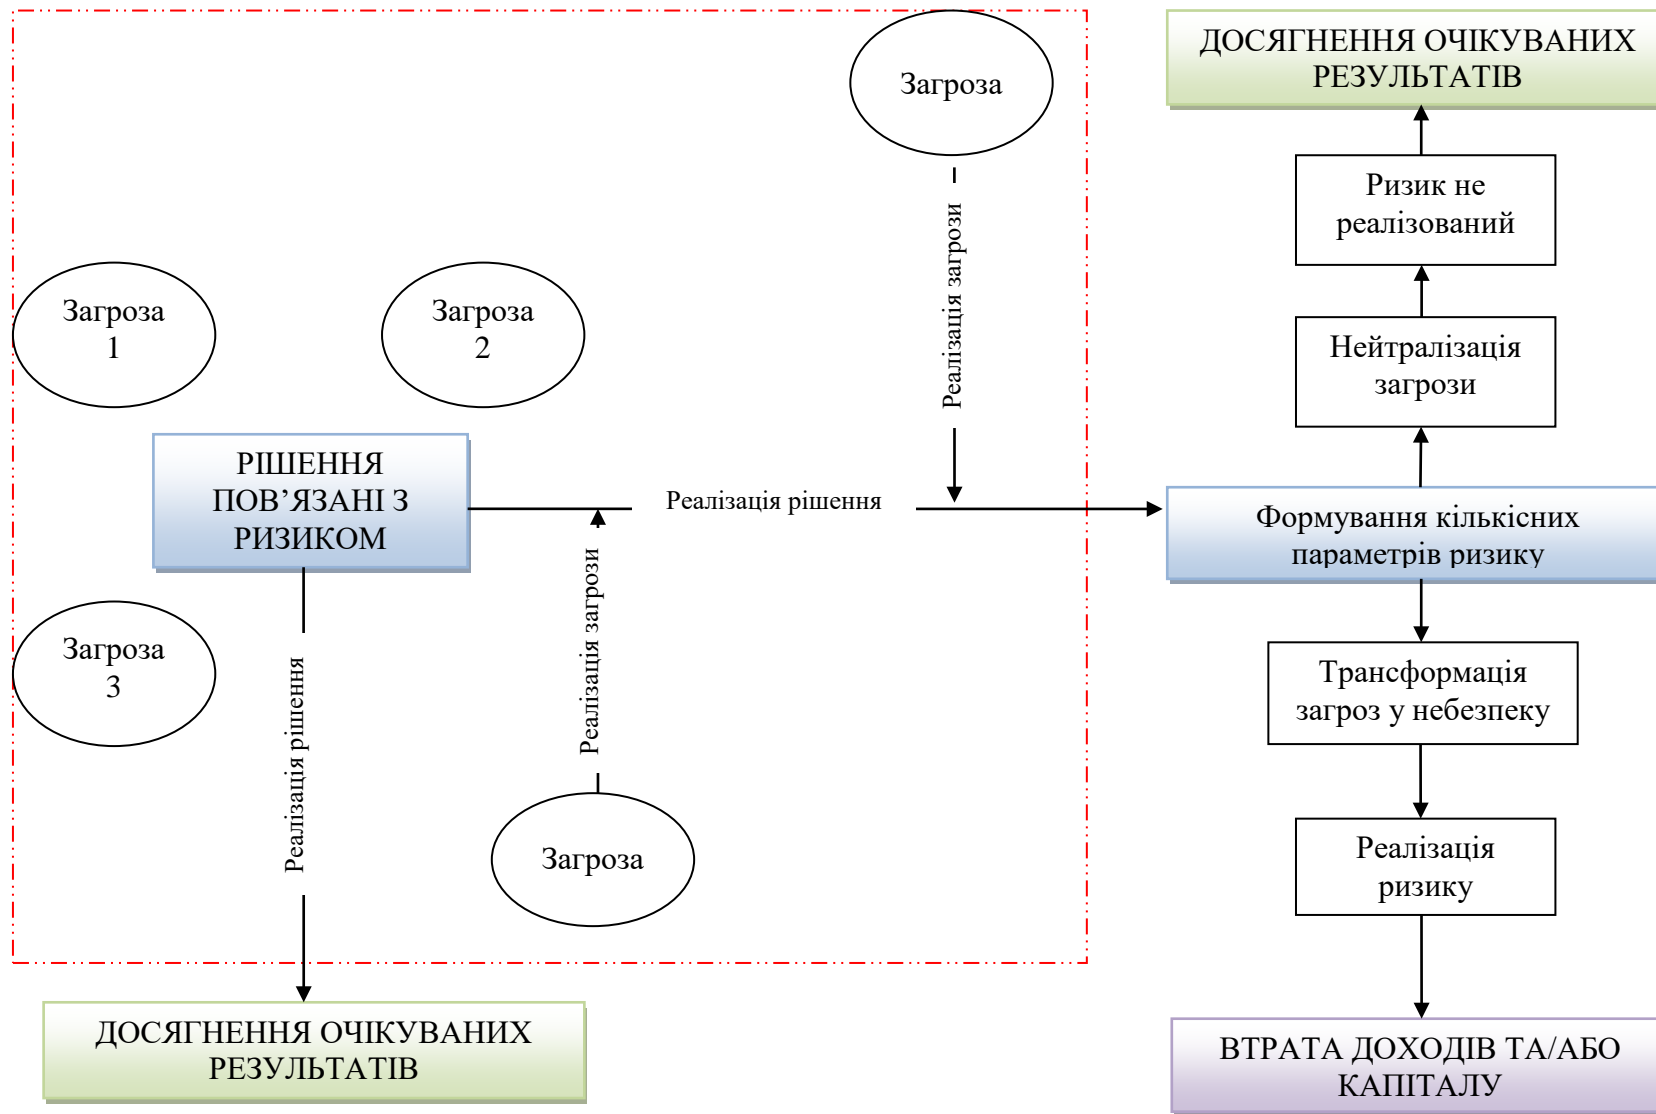 Загроза
ДОСЯГНЕННЯ ОЧІКУВАНИХ
РЕЗУЛЬТАТІВ
Ризик не
реалізований
Реалізація загрози
Загроза
1
Загроза
2
Нейтралізація
загрози
РІШЕННЯ
ПОВ’ЯЗАНІ З
РИЗИКОМ
Реалізація рішення
Формування кількісних
параметрів ризику
Загроза
3
Реалізація рішення
Реалізація загрози
Трансформація
загроз у небезпеку
Загроза
Реалізація
ризику
ДОСЯГНЕННЯ ОЧІКУВАНИХ
РЕЗУЛЬТАТІВ
ВТРАТА ДОХОДІВ ТА/АБО
КАПІТАЛУ